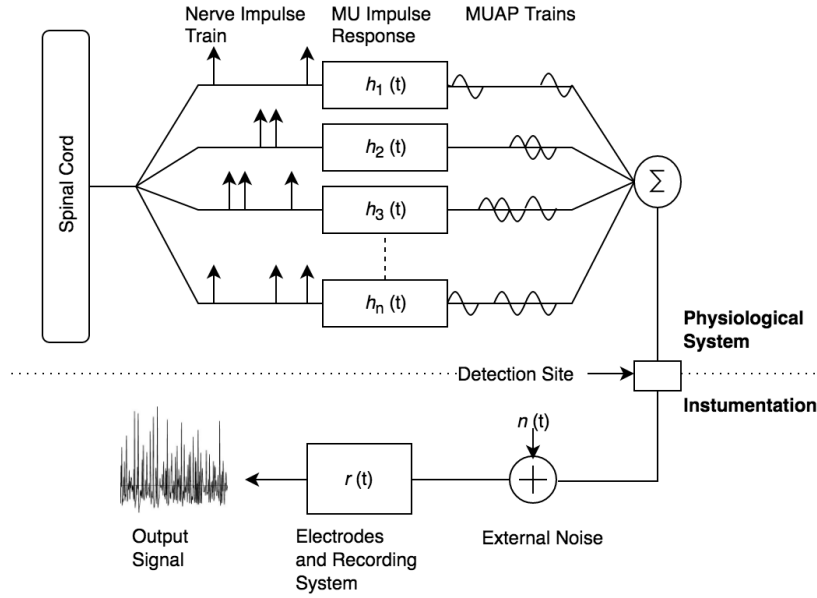 Nerve Impulse
Train
MU Impulse
Response
MUAP Trains
Spinal Cord
h1 (t)
h2 (t)
h3 (t)
hn (t)
Σ
Physiological
System
Detection Site
Instumentation
n (t)
r (t)
Output
Signal
Electrodes
and Recording
System
External Noise